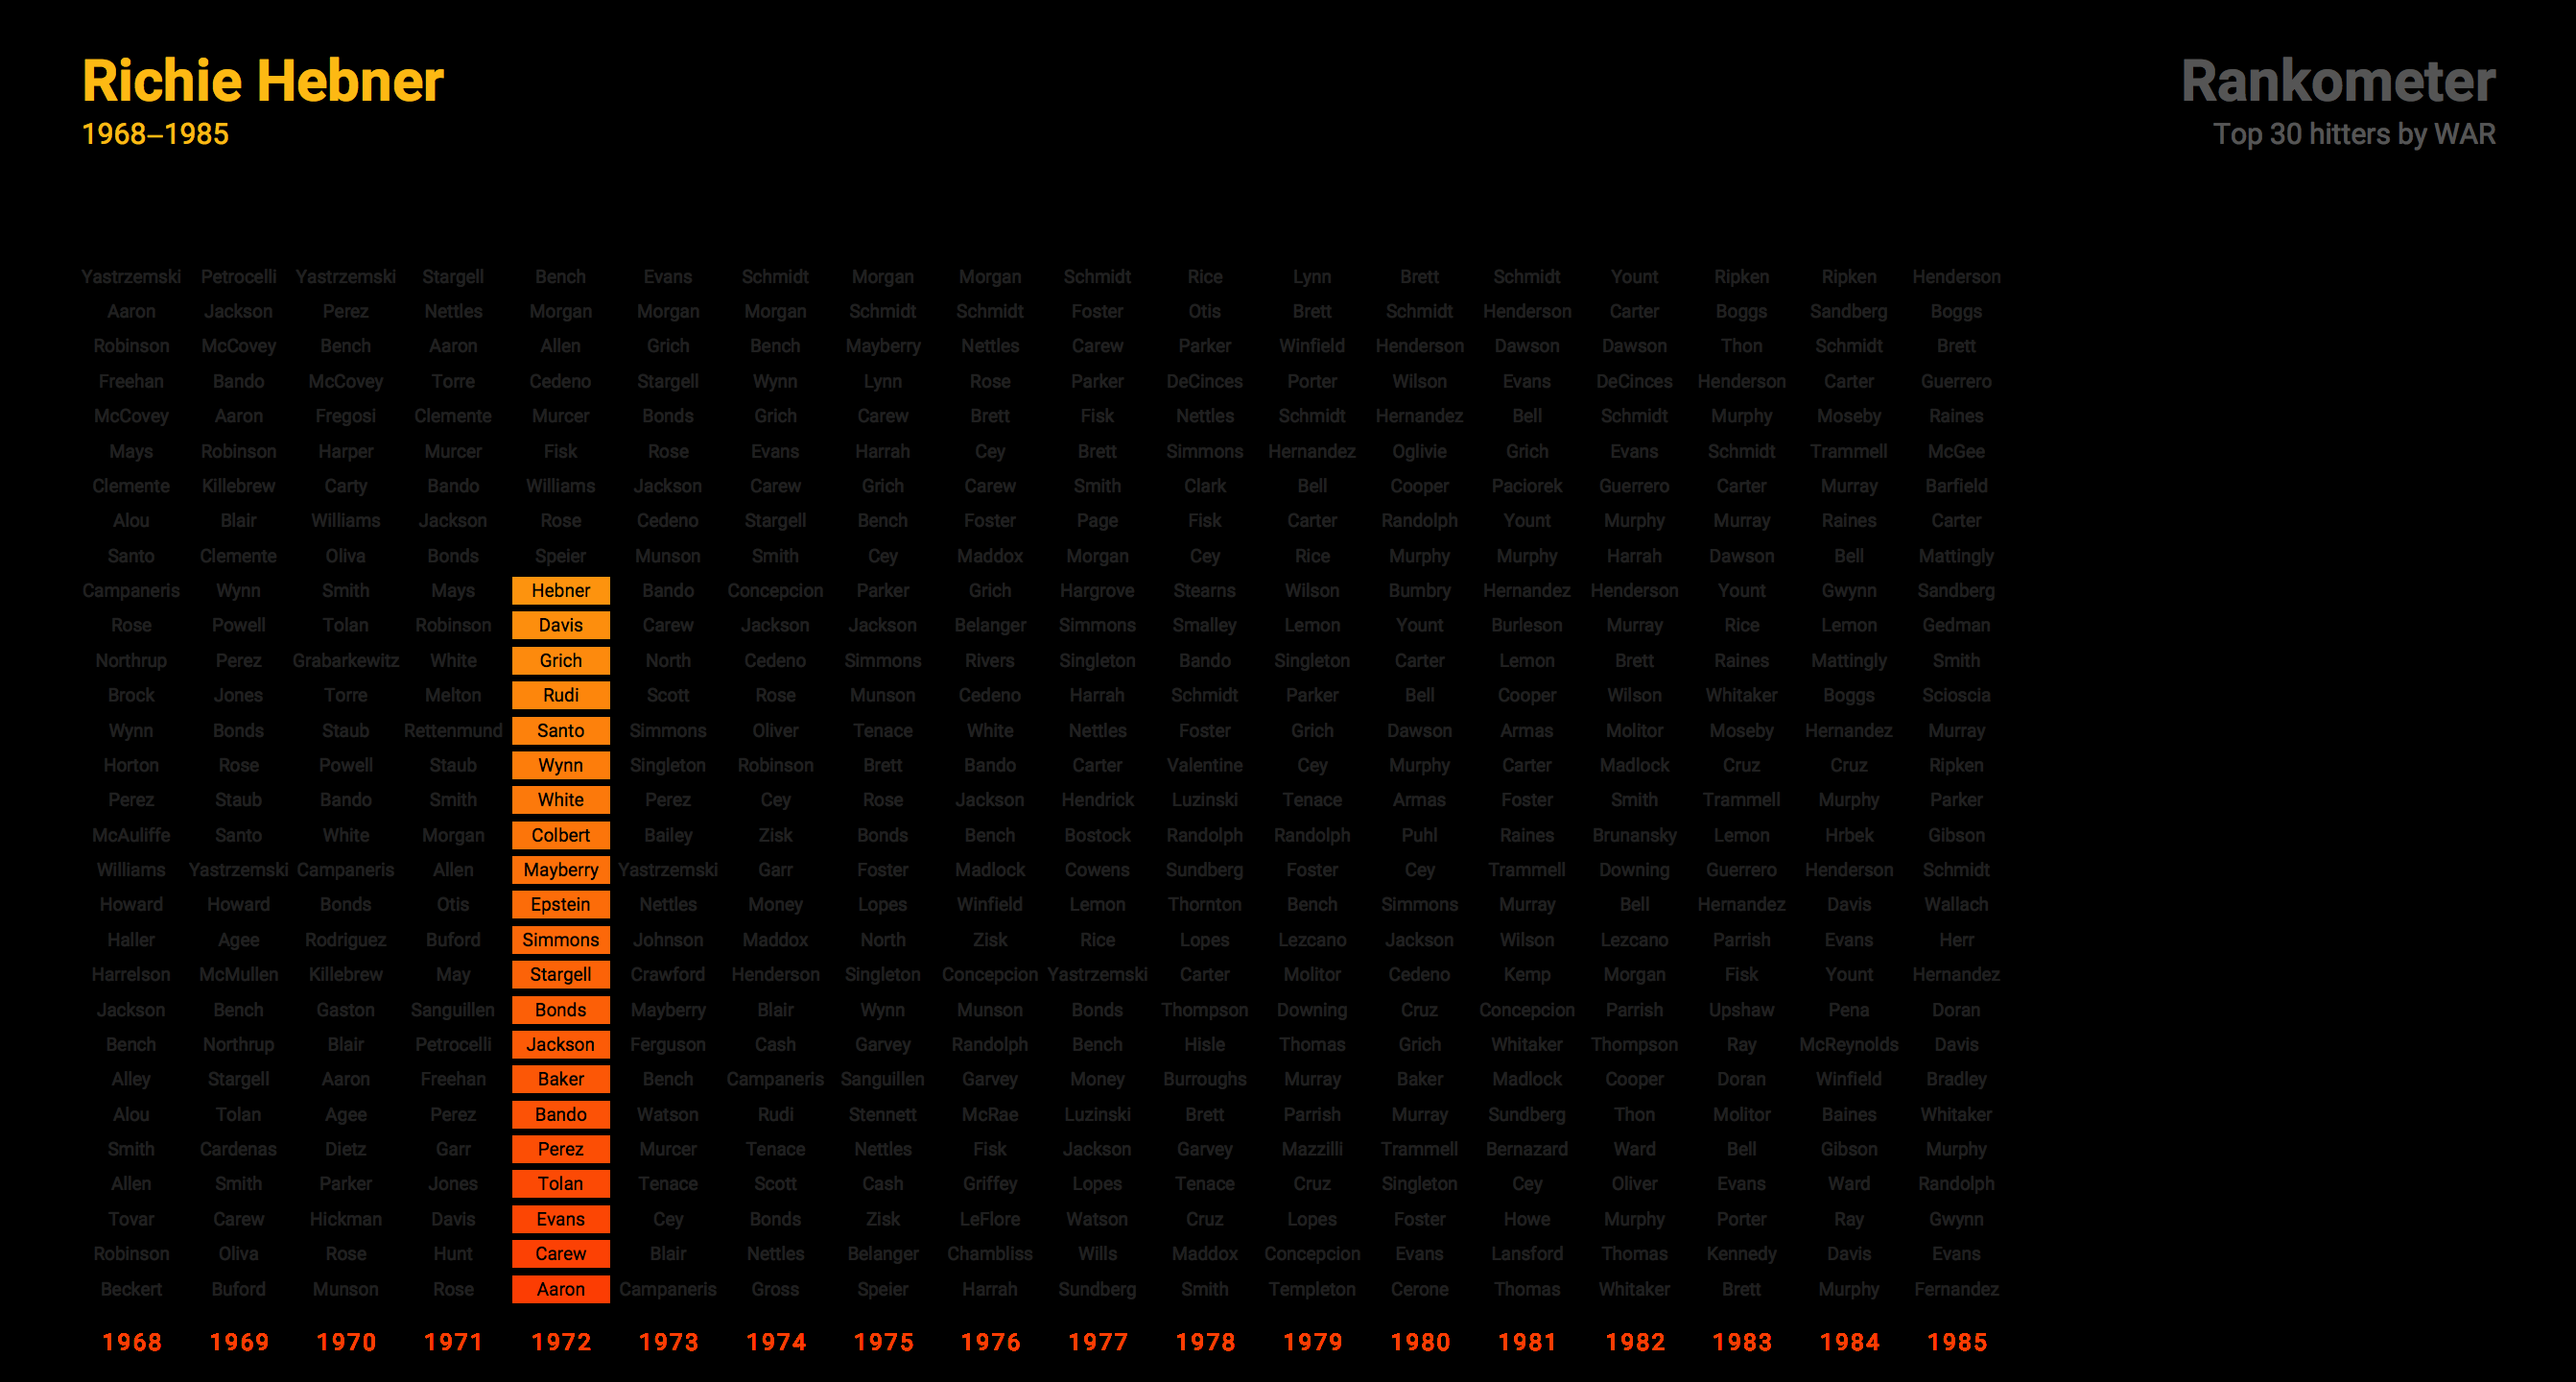 Richie Hebner
1968–1985
Rankometer
Top 30 hitters by WAR
Yastrzemski Petrocelli Yastrzemski Stargell Bench Evans Schmidt Morgan Morgan Schmidt Rice Lynn Brett Schmidt Yount Ripken Ripken Henderson
Aaron Jackson Perez Nettles Morgan Morgan Morgan Schmidt Schmidt Foster Otis Brett Schmidt Henderson Carter Boggs Sandberg Boggs
Robinson McCovey Bench Aaron Allen Grich Bench Mayberry Nettles Carew Parker Winfield Henderson Dawson Dawson Thon Schmidt Brett
Freehan Bando McCovey Torre Cedeno Stargell Wynn Lynn Rose Parker DeCinces Porter Wilson Evans DeCinces Henderson Carter Guerrero
McCovey Aaron Fregosi Clemente Murcer Bonds Grich Carew Brett Fisk Nettles Schmidt Hernandez Bell Schmidt Murphy Moseby Raines
Mays Robinson Harper Murcer Fisk Rose Evans Harrah Cey Brett Simmons Hernandez Oglivie Grich Evans Schmidt Trammell McGee
Clemente Killebrew Carty Bando Williams Jackson Carew Grich Carew Smith Clark Bell Cooper Paciorek Guerrero Carter Murray Barfield
Alou Blair Williams Jackson Rose Cedeno Stargell Bench Foster Page Fisk Carter Randolph Yount Murphy Murray Raines Carter
Santo Clemente Oliva Bonds Speier Munson Smith Cey Maddox Morgan Cey Rice Murphy Murphy Harrah Dawson Bell Mattingly
Campaneris Wynn Smith Mays Hebner Bando Concepcion Parker Grich Hargrove Stearns Wilson Bumbry Hernandez Henderson Yount Gwynn Sandberg
Rose Powell Tolan Robinson Davis Carew Jackson Jackson Belanger Simmons Smalley Lemon Yount Burleson Murray Rice Lemon Gedman
Northrup Perez Grabarkewitz White Grich North Cedeno Simmons Rivers Singleton Bando Singleton Carter Lemon Brett Raines Mattingly Smith
Brock Jones Torre Melton Rudi Scott Rose Munson Cedeno Harrah Schmidt Parker Bell Cooper Wilson Whitaker Boggs Scioscia
Wynn Bonds Staub Rettenmund Santo Simmons Oliver Tenace White Nettles Foster Grich Dawson Armas Molitor Moseby Hernandez Murray
Horton Rose Powell Staub Wynn Singleton Robinson Brett Bando Carter Valentine Cey Murphy Carter Madlock Cruz Cruz Ripken
Perez Staub Bando Smith White Perez Cey Rose Jackson Hendrick Luzinski Tenace Armas Foster Smith Trammell Murphy Parker
McAuliffe Santo White Morgan Colbert Bailey Zisk Bonds Bench Bostock Randolph Randolph Puhl Raines Brunansky Lemon Hrbek Gibson
Williams Yastrzemski Campaneris Allen Mayberry Yastrzemski Garr Foster Madlock Cowens Sundberg Foster Cey Trammell Downing Guerrero Henderson Schmidt
Howard Howard Bonds Otis Epstein Nettles Money Lopes Winfield Lemon Thornton Bench Simmons Murray Bell Hernandez Davis Wallach
Haller Agee Rodriguez Buford Simmons Johnson Maddox North Zisk Rice Lopes Lezcano Jackson Wilson Lezcano Parrish Evans Herr
Harrelson McMullen Killebrew May Stargell Crawford Henderson Singleton Concepcion Yastrzemski Carter Molitor Cedeno Kemp Morgan Fisk Yount Hernandez
Jackson Bench Gaston Sanguillen Bonds Mayberry Blair Wynn Munson Bonds Thompson Downing Cruz Concepcion Parrish Upshaw Pena Doran
Bench Northrup Blair Petrocelli Jackson Ferguson Cash Garvey Randolph Bench Hisle Thomas Grich Whitaker Thompson Ray McReynolds Davis
Alley Stargell Aaron Freehan Baker Bench Campaneris Sanguillen Garvey Money Burroughs Murray Baker Madlock Cooper Doran Winfield Bradley
Alou Tolan Agee Perez Bando Watson Rudi Stennett McRae Luzinski Brett Parrish Murray Sundberg Thon Molitor Baines Whitaker
Smith Cardenas Dietz Garr Perez Murcer Tenace Nettles Fisk Jackson Garvey Mazzilli Trammell Bernazard Ward Bell Gibson Murphy
Allen Smith Parker Jones Tolan Tenace Scott Cash Griffey Lopes Tenace Cruz Singleton Cey Oliver Evans Ward Randolph
Tovar Carew Hickman Davis Evans Cey Bonds Zisk LeFlore Watson Cruz Lopes Foster Howe Murphy Porter Ray Gwynn
Robinson Oliva Rose Hunt Carew Blair Nettles Belanger Chambliss Wills Maddox Concepcion Evans Lansford Thomas Kennedy Davis Evans
Beckert Buford Munson Rose Aaron Campaneris Gross Speier Harrah Sundberg Smith Templeton Cerone Thomas Whitaker Brett Murphy Fernandez
1968 1969 1970 1971 1972 1973 1974 1975 1976 1977 1978 1979 1980 1981 1982 1983 1984 1985